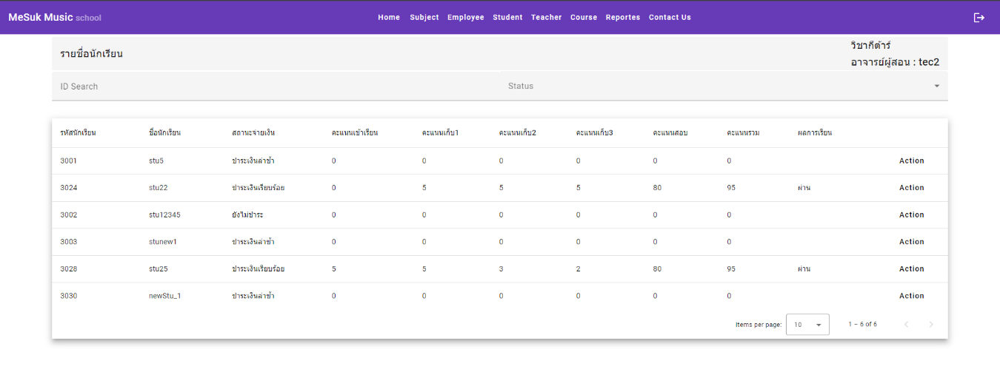 MeSuk Music school Home Subject Employee Student Teacher Course Reportes Contact Us
รายชื่อนักเรียน
วิชากีต้าร์
อาจารย์ผู้สอน : tec2
ID Search Status
รหัสนักเรียน ชื่อนักเรียน สถานะจ่ายเงิน คะแนนเข้าเรียน คะแนนเก็บ1 คะแนนเก็บ2 คะแนนเก็บ3 คะแนนสอบ คะแนนรวม ผลการเรียน
3001 stu5 ชำระเงินล่าช้า 0 0 0 0 0 0 Action
3024 stu22 ชำระเงินเรียบร้อย 0 5 5 5 80 95 ผ่าน Action
3002 stu12345 ยังไม่ชำระ 0 0 0 0 0 0 Action
3003 stunew1 ชำระเงินล่าช้า 0 0 0 0 0 0 Action
3028 stu25 ชำระเงินเรียบร้อย 5 5 3 2 80 95 ผ่าน Action
3030 newStu_1 ชำระเงินล่าช้า 0 0 0 0 0 0 Action
Items per page: 10 1 – 6 of 6